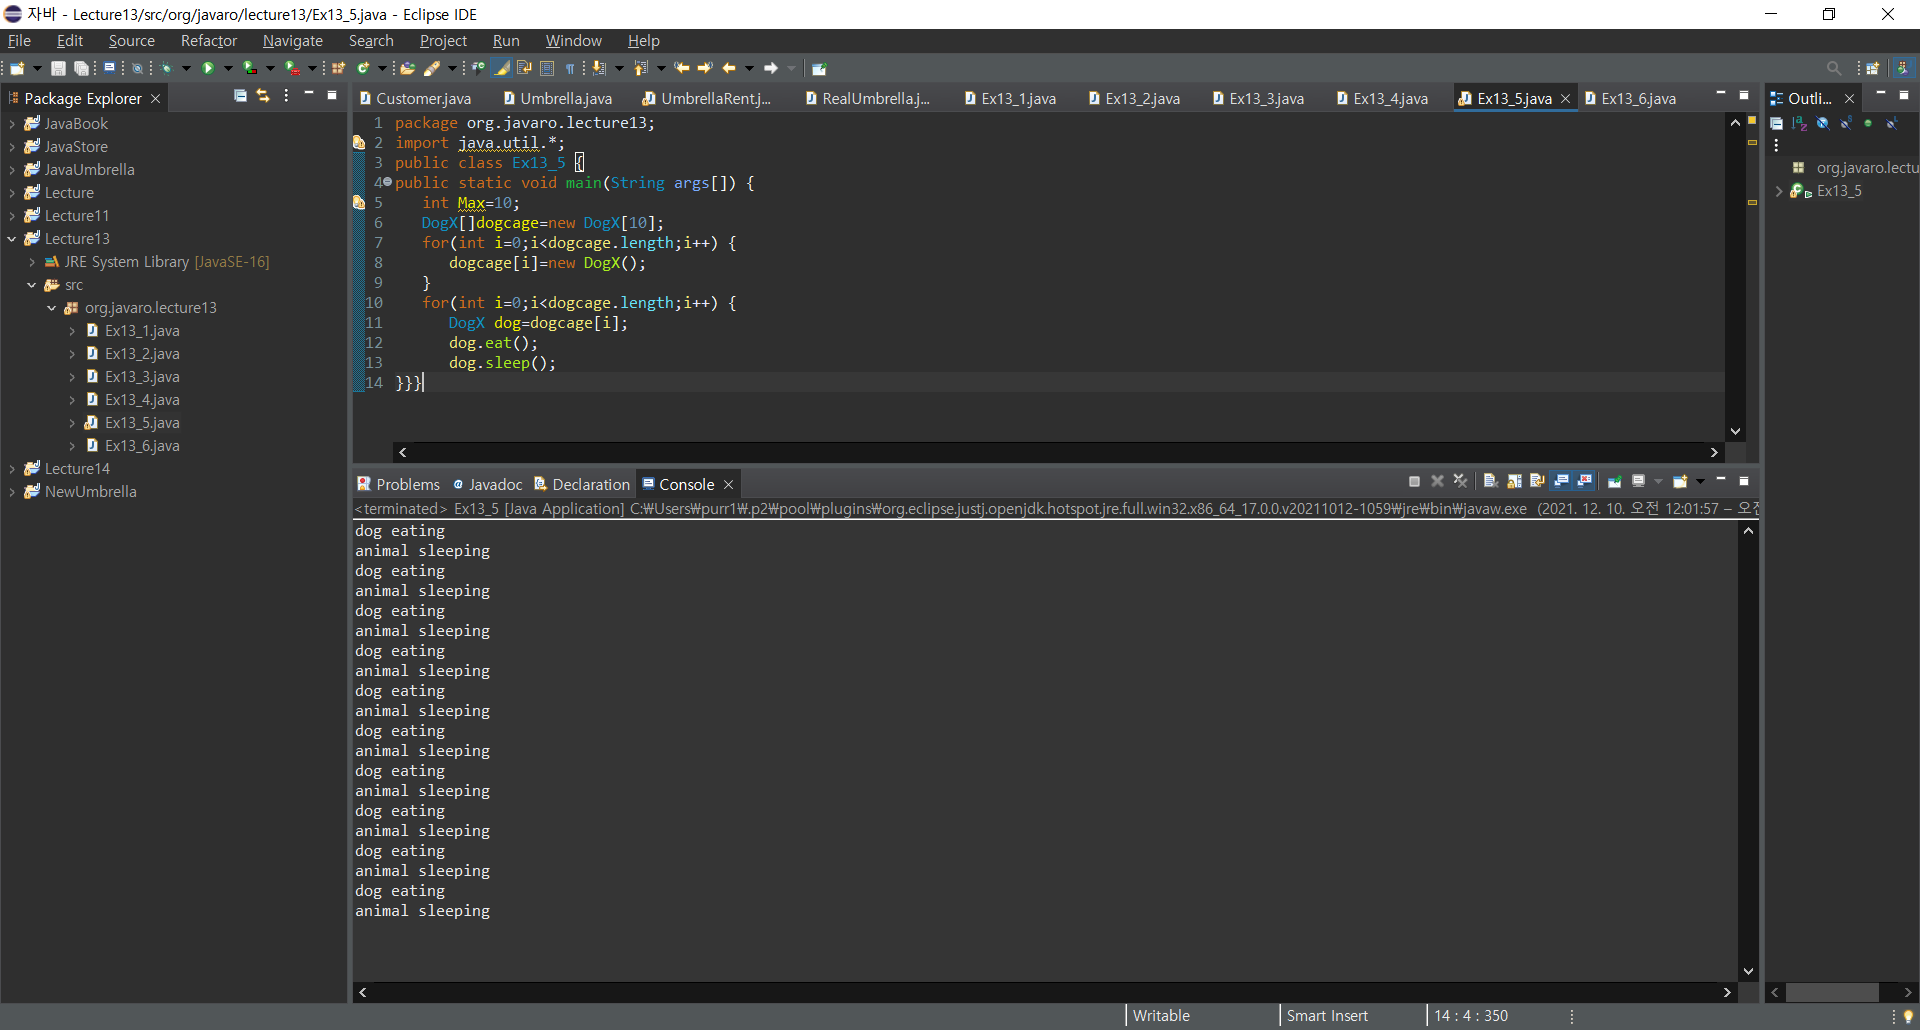 자바 - Lecture13/src/org/javaro/lecture13/Ex13_5.java - Eclipse IDE
File Edit Source Refactor Navigate Search Project Run Window Help
Package Explorer
JavaBook
JavaStore
JavaUmbrella
Lecture
Lecture11
Lecture13
JRE System Library [JavaSE-16]
src
org.javaro.lecture13
Ex13_1.java
Ex13_2.java
Ex13_3.java
Ex13_4.java
Ex13_5.java
Ex13_6.java
Lecture14
NewUmbrella
Customer.java Umbrella.java UmbrellaRent.j... RealUmbrella.j... Ex13_1.java Ex13_2.java Ex13_3.java Ex13_4.java Ex13_5.java Ex13_6.java
1 package org.javaro.lecture13;
2 import java.util.*;
3 public class Ex13_5 {
4 public static void main(String args[]) {
5 int Max=10;
6 DogX[]dogcage=new DogX[10];
7 for(int i=0;i<dogcage.length;i++) {
8 dogcage[i]=new DogX();
9 }
10 for(int i=0;i<dogcage.length;i++) {
11 DogX dog=dogcage[i];
12 dog.eat();
13 dog.sleep();
14 }}}
Problems Javadoc Declaration Console
<terminated> Ex13_5 [Java Application] C:₩Users₩purr1₩.p2₩pool₩plugins₩org.eclipse.justj.openjdk.hotspot.jre.full.win32.x86_64_17.0.0.v20211012-1059₩jre₩bin₩javaw.exe (2021. 12. 10. 오전 12:01:57 – 오전
dog eating
animal sleeping
dog eating
animal sleeping
dog eating
animal sleeping
dog eating
animal sleeping
dog eating
animal sleeping
dog eating
animal sleeping
dog eating
animal sleeping
dog eating
animal sleeping
dog eating
animal sleeping
dog eating
animal sleeping
Outli...
org.javaro.lectu
Ex13_5
Writable Smart Insert 14 : 4 : 350